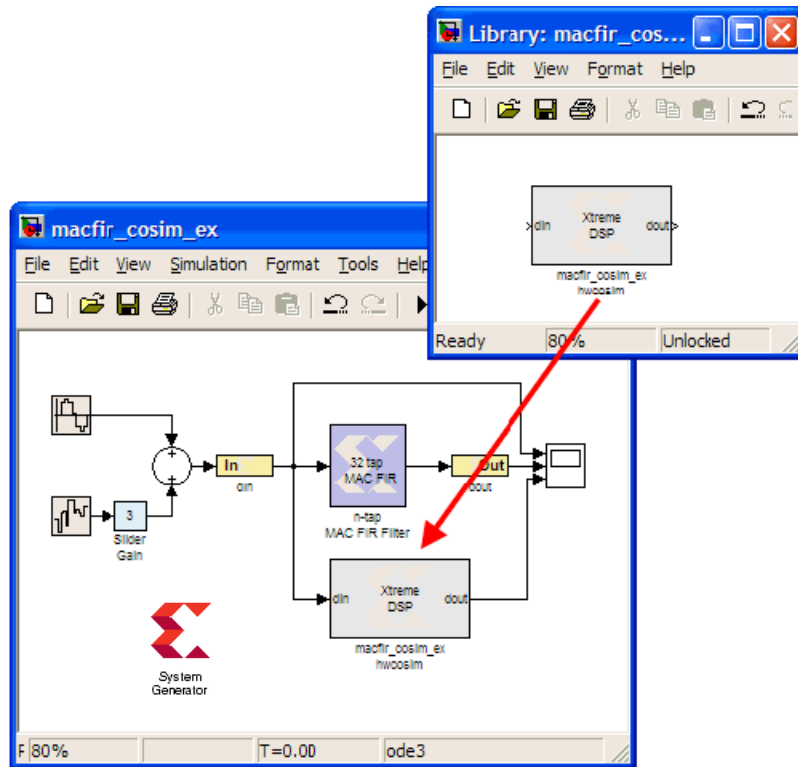 Library: macfir_cos...
File Edit View Format Help
din
Xtreme
DSP
dout
macfir_cosim_ex
hwcosim
Ready 80% Unlocked
macfir_cosim_ex
File Edit View Simulation Format Tools Help
In
din
3
Slider
Gain
32 tap
MAC FIR
n-tap
MAC FIR Filter
Out
dout
din
Xtreme
DSP
dout
macfir_cosim_ex
hwcosim
System
Generator
F 80% T=0.00 ode3